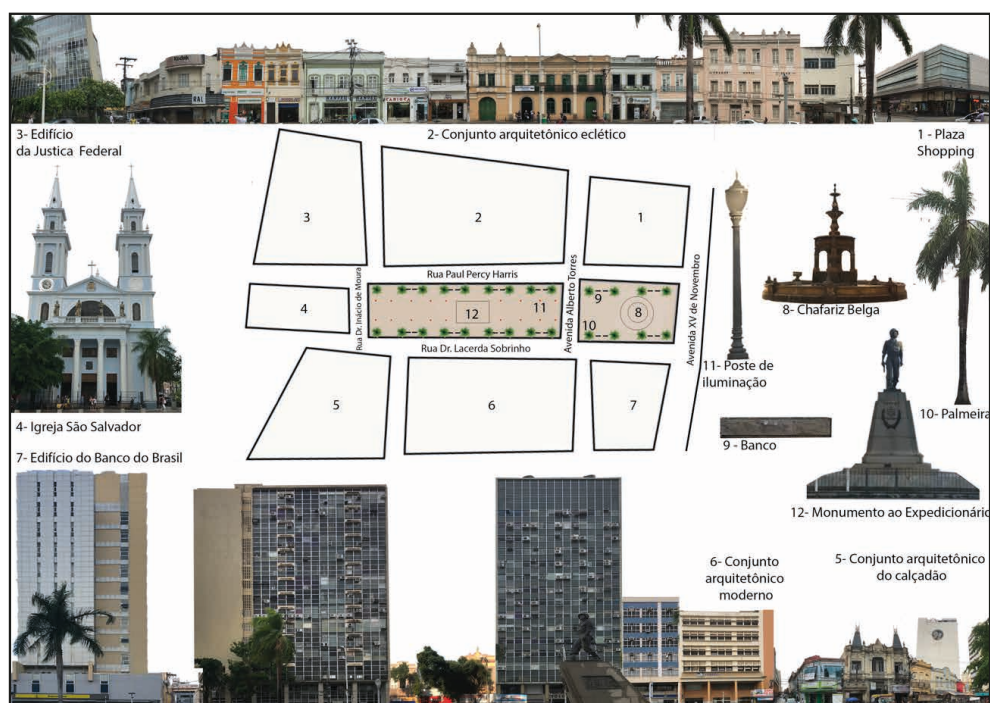 3- Edifício
da Justica Federal
2- Conjunto arquitetônico eclético
1 - Plaza
Shopping
3
2
1
Rua Paul Percy Harris
Rua Dr. Inácio de Moura
Avenida Alberto Torres
Avenida XV de Novembro
4
12
11
9
10
8
Rua Dr. Lacerda Sobrinho
5
6
7
4- Igreja São Salvador
7- Edifício do Banco do Brasil
8- Chafariz Belga
11- Poste de
iluminação
10- Palmeira
9 - Banco
12- Monumento ao Expedicionário
6- Conjunto
arquitetônico
moderno
5- Conjunto arquitetônico
do calçadão